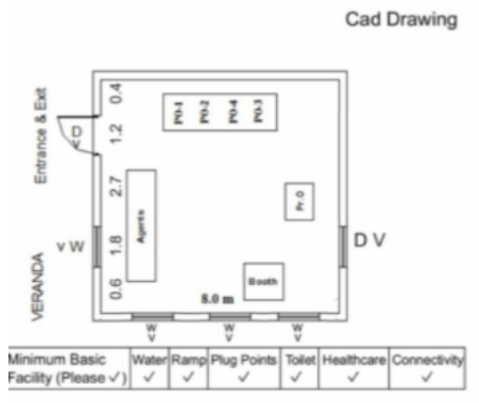 Cad Drawing
Entrance & Exit
0.4
PO-1 PO-2 PO-4 PO-3
D
v
1.2
2.7
Agents
Pr.O
v W
1.8
D V
VERANDA
0.6
Booth
8.0 m
W W W
V V V
Minimum Basic Facility (Please ✓) Water Ramp Plug Points Toilet Healthcare Connectivity
✓ ✓ ✓ ✓ ✓ ✓